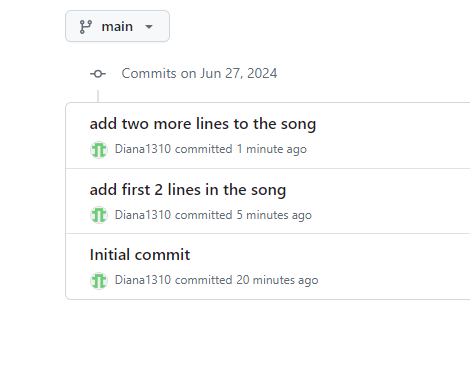 main
Commits on Jun 27, 2024
add two more lines to the song
Diana1310 committed 1 minute ago
add first 2 lines in the song
Diana1310 committed 5 minutes ago
Initial commit
Diana1310 committed 20 minutes ago